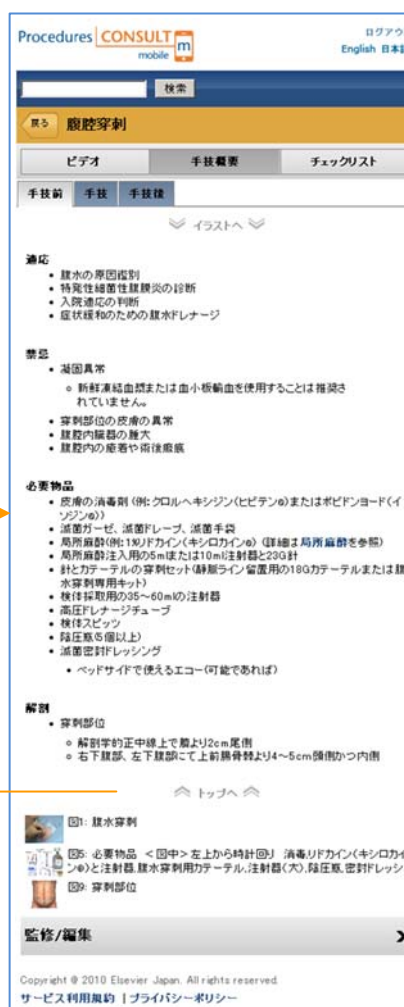 Procedures CONSULT
mobile m
ログアウ
English 日本
検索
戻る 腹腔穿刺
ビデオ 手技概要 チェックリスト
手技前 手技 手技後
イラストへ
適応
• 腹水の原因鑑別
• 特発性細菌性腹膜炎の診断
• 入院適応の判断
• 症状緩和のための腹水ドレナージ
禁忌
• 凝固異常
○ 新鮮凍結血漿または血小板輸血を使用することは推奨さ
れていません。
• 穿刺部位の皮膚の異常
• 腹腔内臓器の腫大
• 腹腔内の癒着や術後瘢痕
必要物品
• 皮膚の消毒剤 (例: クロルヘキシジン(ヒビテン®)またはポビドンヨード(イ
ソジン®))
• 滅菌ガーゼ、滅菌ドレープ、滅菌手袋
• 局所麻酔(例:1%リドカイン(キシロカイン®) (詳細は局所麻酔を参照)
• 局所麻酔注入用の5mlまたは10ml注射器と23G針
• 針とカテーテルの穿刺セット(静脈ライン留置用の18Gカテーテルまたは腹
水穿刺専用キット)
• 検体採取用の35~60mlの注射器
• 高圧ドレナージチューブ
• 検体スピッツ
• 陰圧瓶(5個以上)
• 滅菌密封ドレッシング
• ベッドサイドで使えるエコー(可能であれば)
解剖
• 穿刺部位
○ 解剖学的正中線上で臍より2cm尾側
○ 右下腹部、左下腹部にて上前腸骨棘より4~5cm頭側かつ内側
トップへ
図1: 腹水穿刺
図5: 必要物品 <図中>左上から時計回り 消毒,リドカイン(キシロカイ
ン®)と注射器,腹水穿刺用カテーテル,注射器(大),陰圧瓶,密封ドレッシ
図9: 穿刺部位
監修/編集
Copyright © 2010 Elsevier Japan. All rights reserved.
サービス利用規約 | プライバシーポリシー